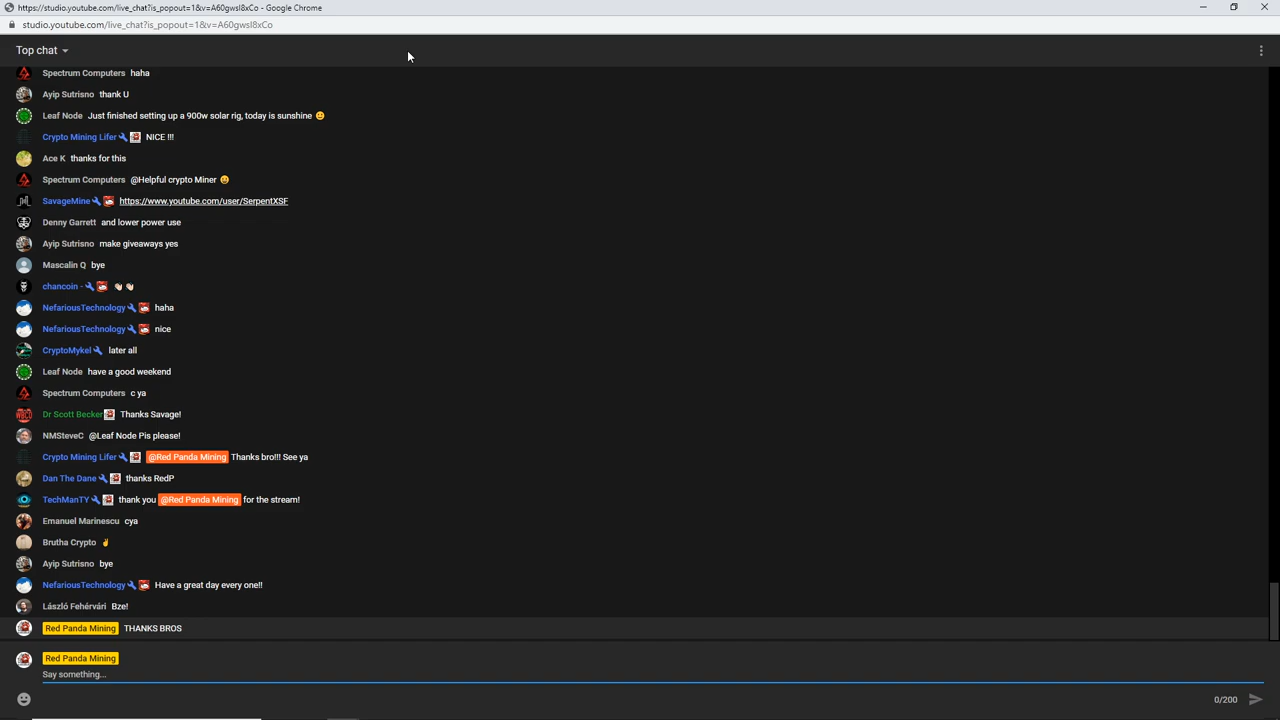 https://studio.youtube.com/live_chat?is_popout=1&v=A60gwsl8xCo - Google Chrome
studio.youtube.com/live_chat?is_popout=1&v=A60gwsl8xCo
Top chat
Spectrum Computers haha
Ayip Sutrisno thank U
Leaf Node Just finished setting up a 900w solar rig, today is sunshine 🙂
Crypto Mining Lifer NICE !!!
Ace K thanks for this
Spectrum Computers @Helpful crypto Miner 😀
SavageMine https://www.youtube.com/user/SerpentXSF
Denny Garrett and lower power use
Ayip Sutrisno make giveaways yes
Mascalin Q bye
chancoin - 👏🏻 👏🏻
NefariousTechnology haha
NefariousTechnology nice
CryptoMykel later all
Leaf Node have a good weekend
Spectrum Computers c ya
Dr Scott Becker Thanks Savage!
NMSteveC @Leaf Node Pis please!
Crypto Mining Lifer @Red Panda Mining Thanks bro!!! See ya
Dan The Dane thanks RedP
TechManTY thank you @Red Panda Mining for the stream!
Emanuel Marinescu cya
Brutha Crypto ✌
Ayip Sutrisno bye
NefariousTechnology Have a great day every one!!
László Fehérvári Bze!
Red Panda Mining THANKS BROS
Red Panda Mining
Say something...
0/200